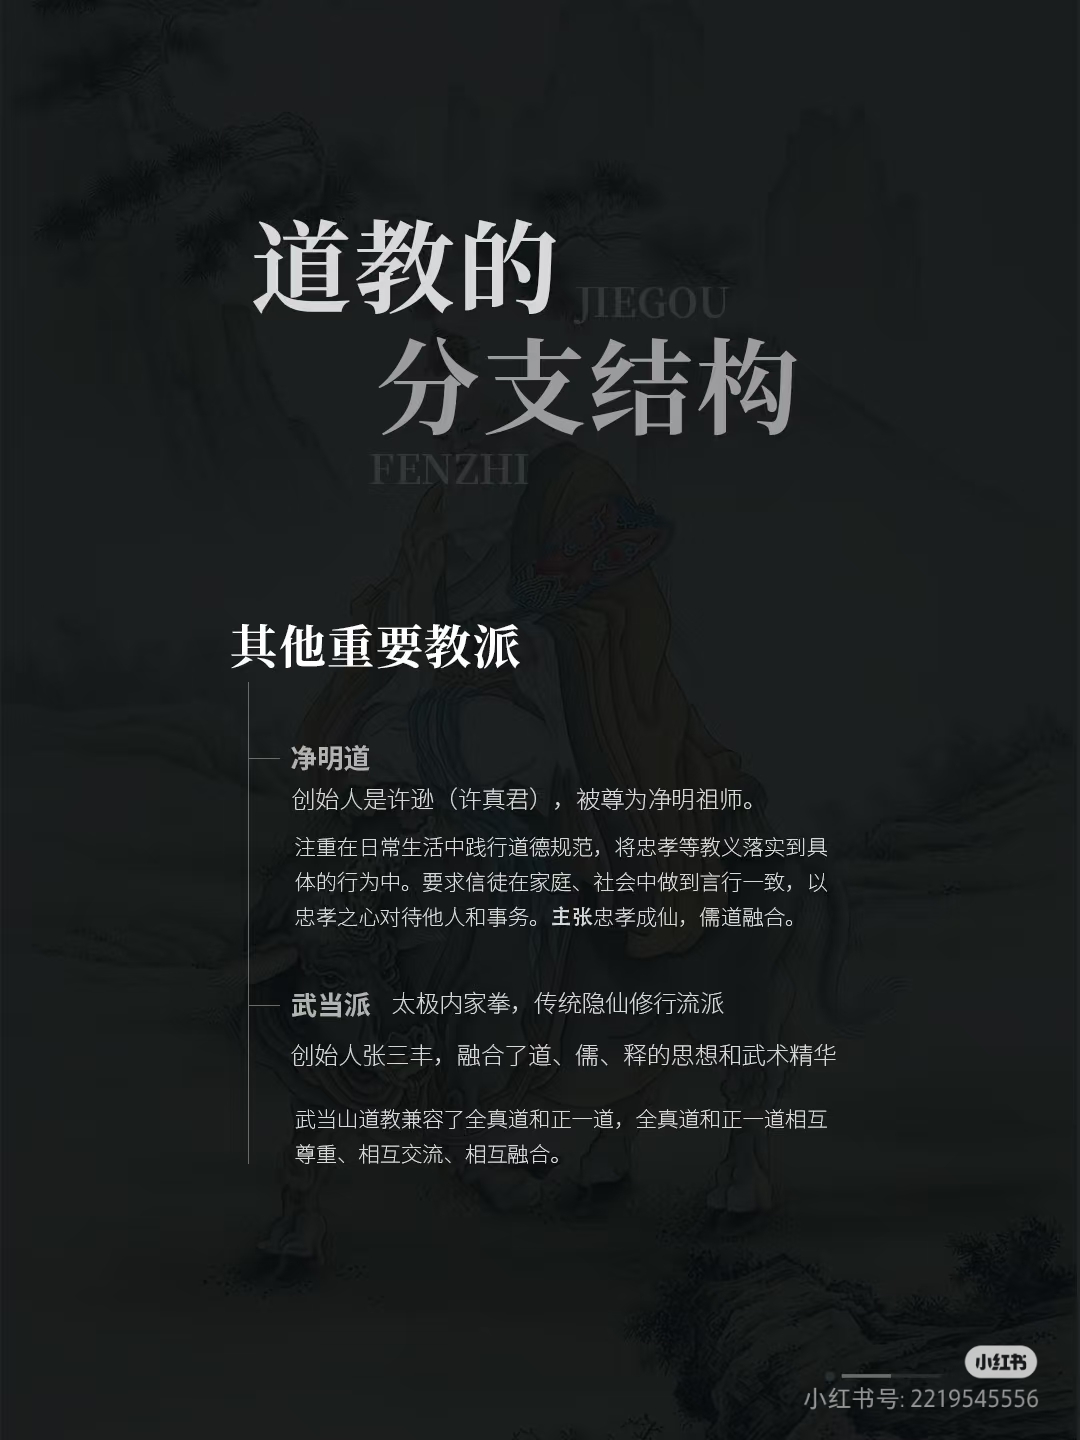 道教的
JIEGOU
分支结构
FENZHI
其他重要教派
净明道
创始人是许逊（许真君），被尊为净明祖师。
注重在日常生活中践行道德规范，将忠孝等教义落实到具
体的行为中。要求信徒在家庭、社会中做到言行一致，以
忠孝之心对待他人和事务。主张忠孝成仙，儒道融合。
武当派 太极内家拳，传统隐仙修行流派
创始人张三丰，融合了道、儒、释的思想和武术精华
武当山道教兼容了全真道和正一道，全真道和正一道相互
尊重、相互交流、相互融合。
小红书
小红书号: 2219545556